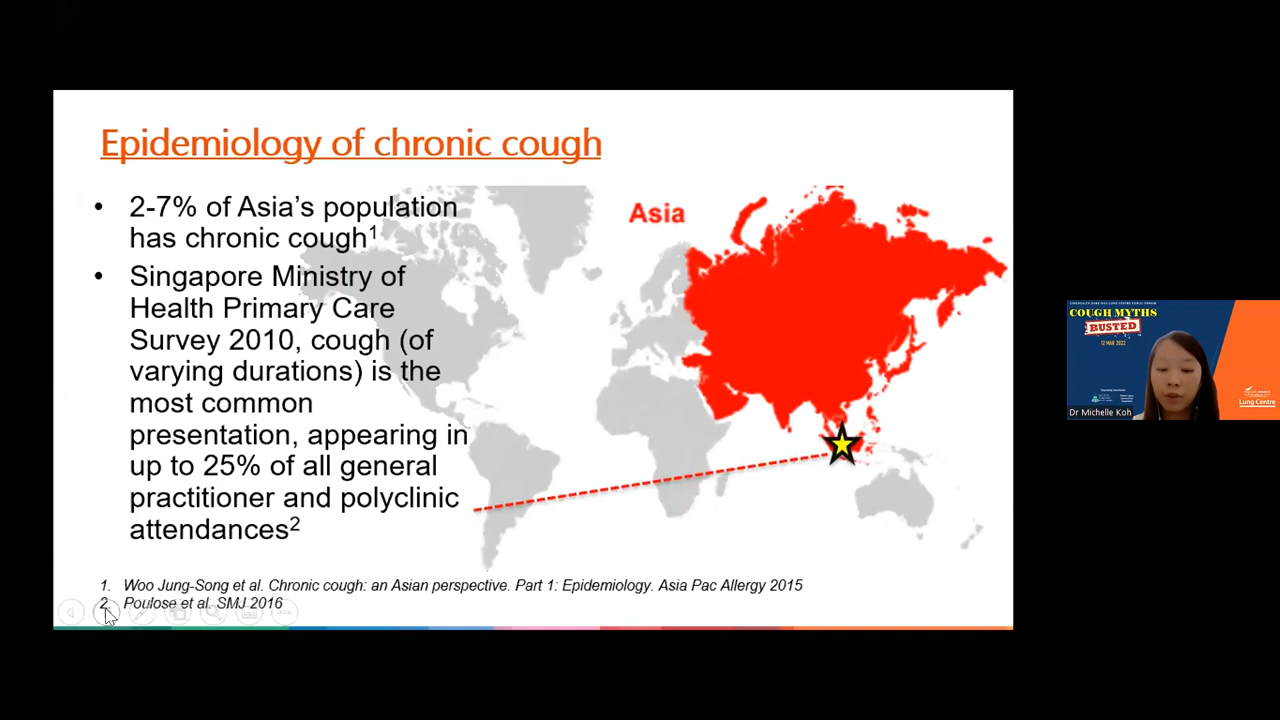 Epidemiology of chronic cough
• 2-7% of Asia’s population
has chronic cough1
• Singapore Ministry of
Health Primary Care
Survey 2010, cough (of
varying durations) is the
most common
presentation, appearing in
up to 25% of all general
practitioner and polyclinic
attendances2
Asia
1. Woo Jung-Song et al. Chronic cough: an Asian perspective. Part 1: Epidemiology. Asia Pac Allergy 2015
2. Poulose et al. SMJ 2016
COUGH MYTHS
BUSTED
12 MAR 2022
Lung Centre
Dr Michelle Koh